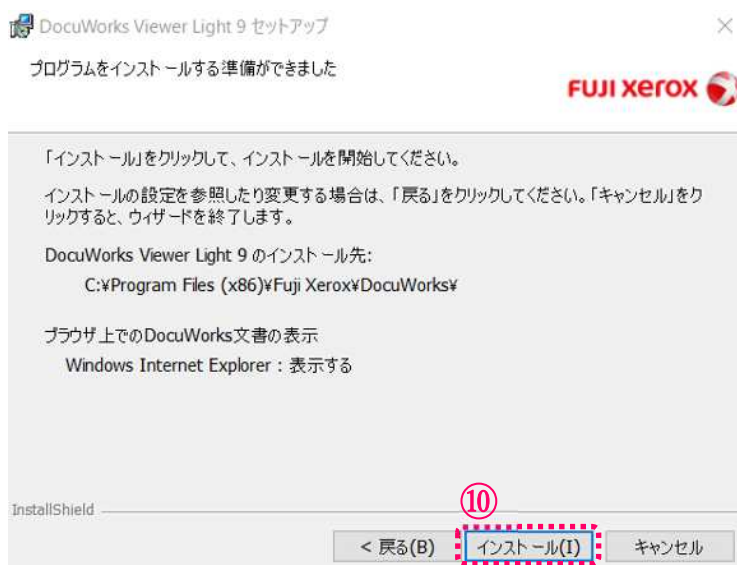 DocuWorks Viewer Light 9 セットアップ
プログラムをインストールする準備ができました
FUJI xerox
「インストール」をクリックして、インストールを開始してください。
インストールの設定を参照したり変更する場合は、「戻る」をクリックしてください。「キャンセル」をク
リックすると、ウィザードを終了します。
DocuWorks Viewer Light 9 のインストール先:
C:¥Program Files (x86)¥Fuji Xerox¥DocuWorks¥
ブラウザ上でのDocuWorks文書の表示
Windows Internet Explorer : 表示する
InstallShield
⑩
< 戻る(B)
インストール(I)
キャンセル